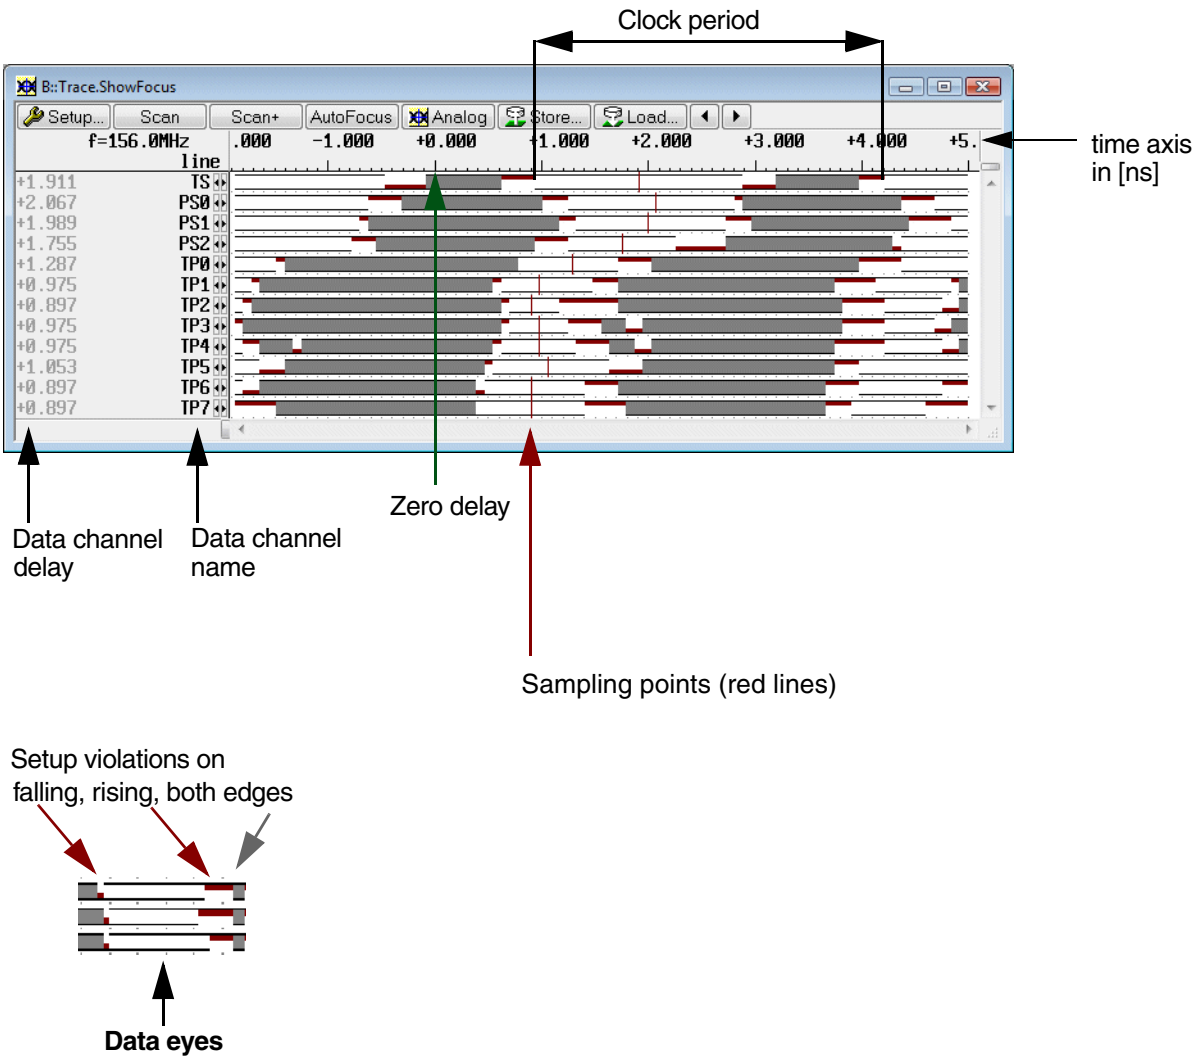 Clock period
B::Trace.ShowFocus
Setup... Scan Scan+ AutoFocus Analog Store... Load...
f=156.0MHz .000 -1.000 +0.000 +1.000 +2.000 +3.000 +4.000 +5.
line
time axis
in [ns]
+1.911 TS
+2.067 PS0
+1.989 PS1
+1.755 PS2
+1.287 TP0
+0.975 TP1
+0.897 TP2
+0.975 TP3
+0.975 TP4
+1.053 TP5
+0.897 TP6
+0.897 TP7
Zero delay
Data channel
delay
Data channel
name
Sampling points (red lines)
Setup violations on
falling, rising, both edges
Data eyes